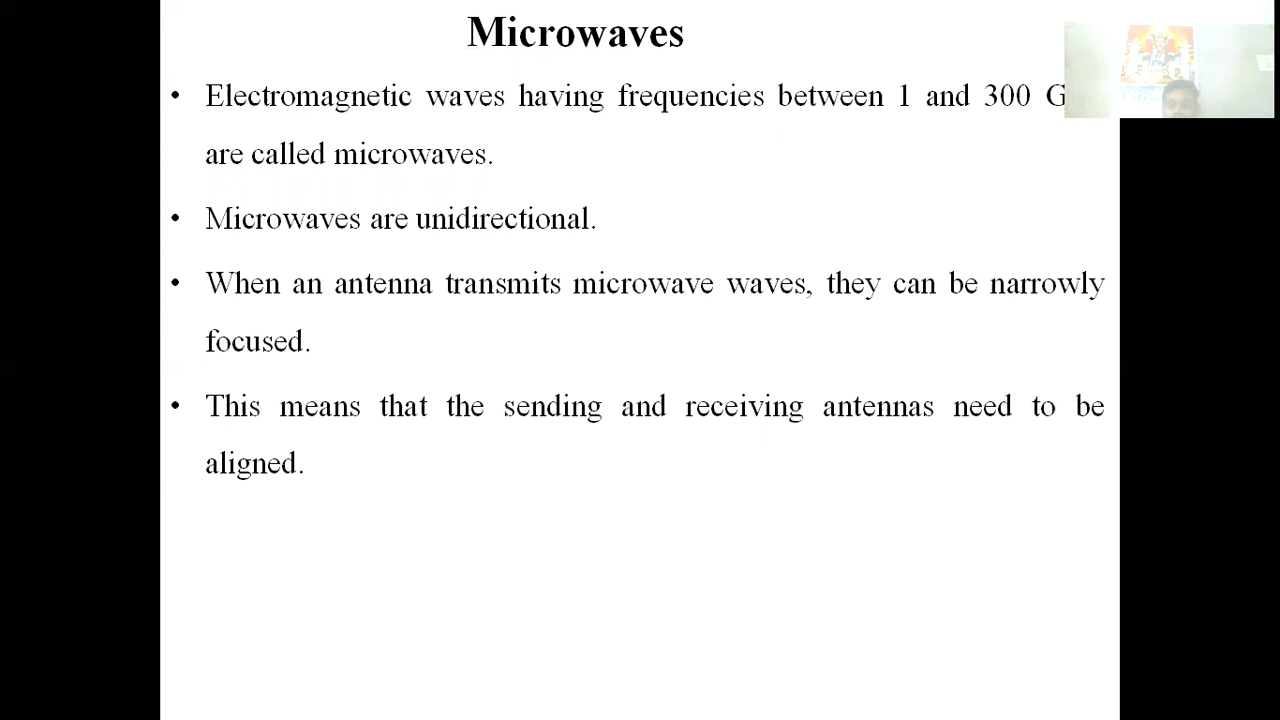 Microwaves
• Electromagnetic waves having frequencies between 1 and 300
are called microwaves.
• Microwaves are unidirectional.
• When an antenna transmits microwave waves, they can be narrowly
focused.
• This means that the sending and receiving antennas need to be
aligned.